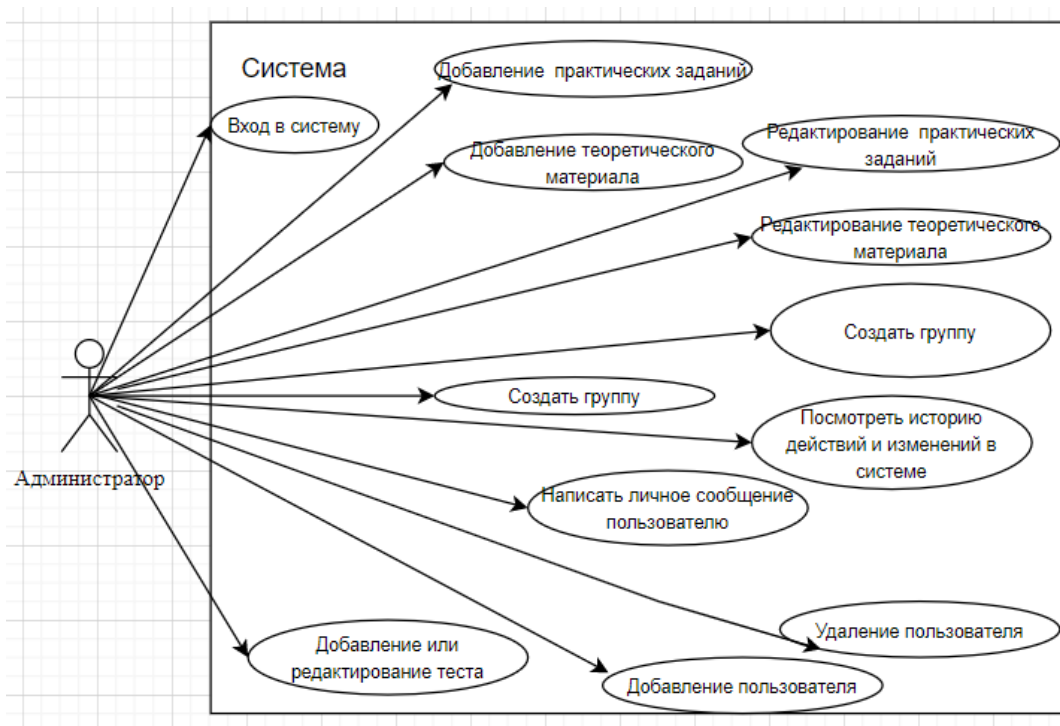 Система
Добавление практических заданий
Вход в систему
Добавление теоретического
материала
Редактирование практических
заданий
Редактирование теоретического
материала
Создать группу
Создать группу
Посмотреть историю
действий и изменений в
системе
Администратор
Написать личное сообщение
пользователю
Удаление пользователя
Добавление или
редактирование теста
Добавление пользователя